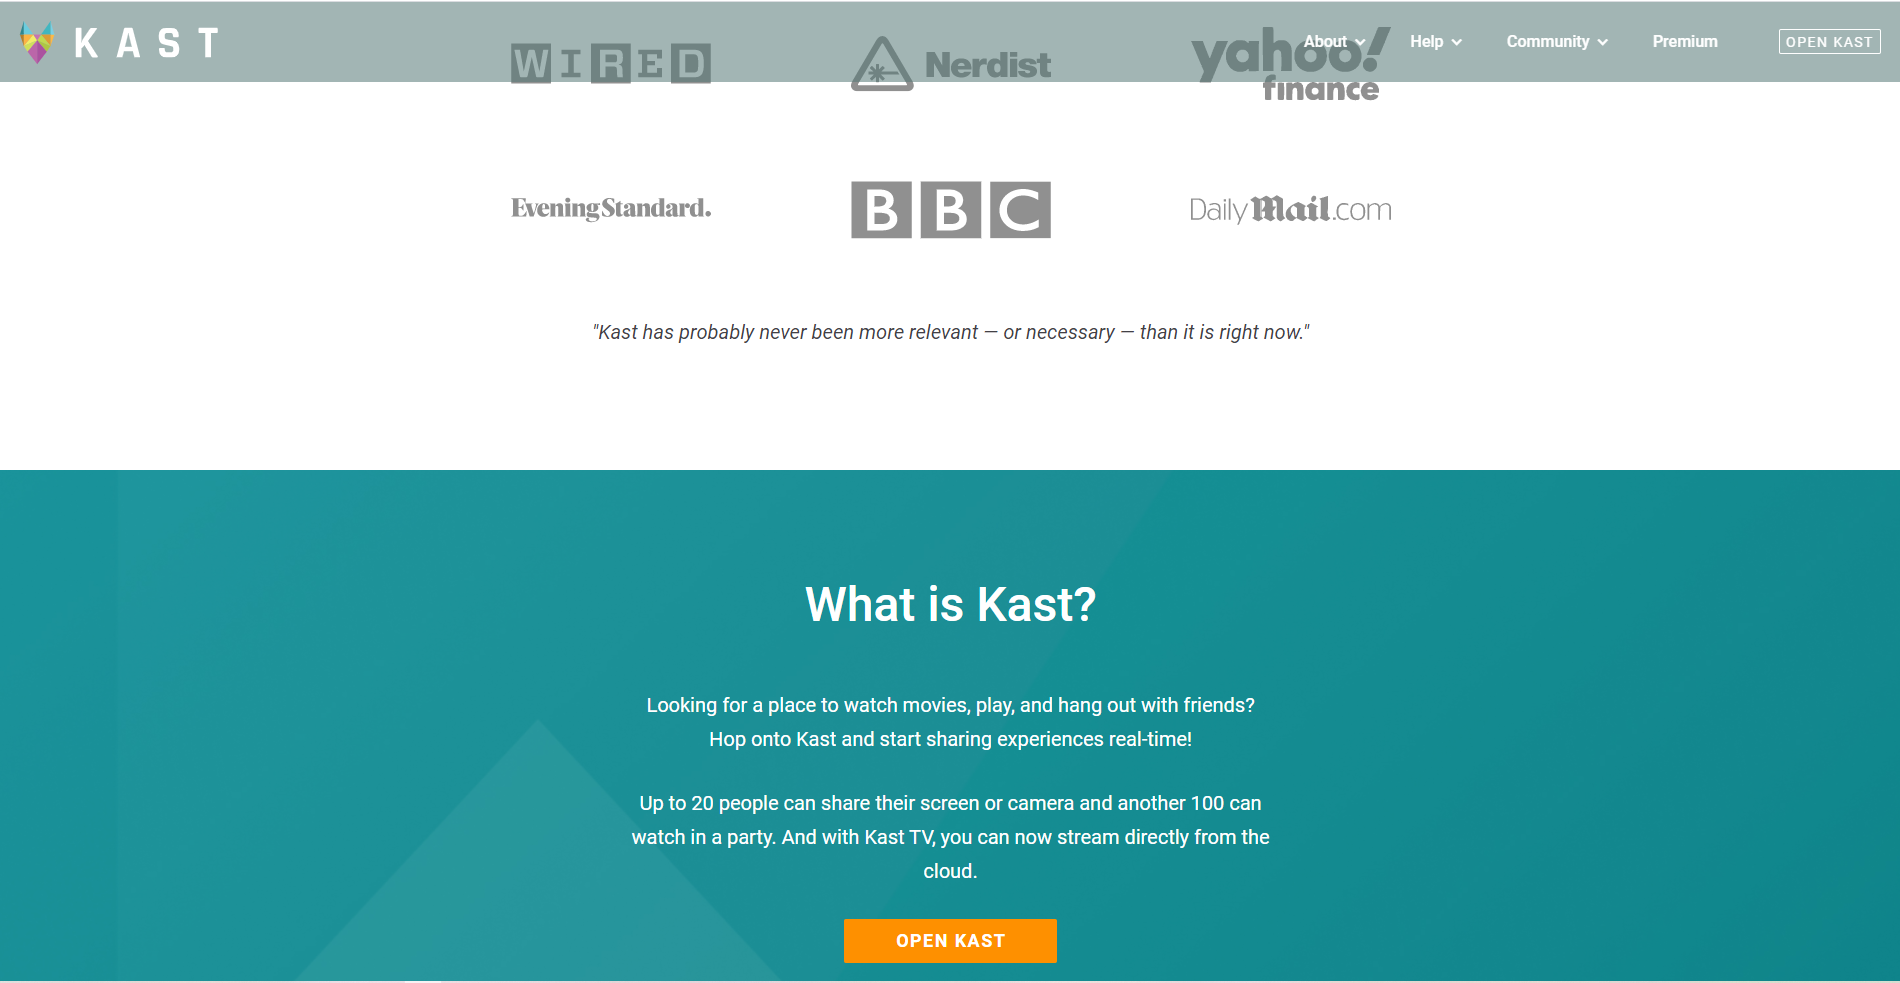 KAST
About
Help
Community
Premium
OPEN KAST
WIRED
Nerdist
yahoo!
finance
Evening Standard.
BBC
Daily Mail.com
"Kast has probably never been more relevant — or necessary — than it is right now."
What is Kast?
Looking for a place to watch movies, play, and hang out with friends?
Hop onto Kast and start sharing experiences real-time!
Up to 20 people can share their screen or camera and another 100 can
watch in a party. And with Kast TV, you can now stream directly from the
cloud.
OPEN KAST